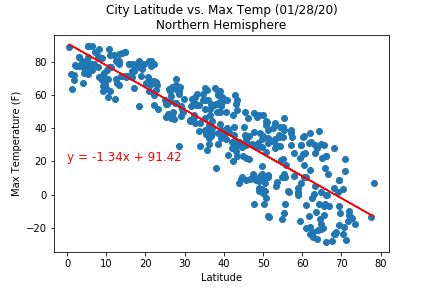 City Latitude vs. Max Temp (01/28/20)
Northern Hemisphere
Max Temperature (F)
80
60
40
20
0
−20
y = -1.34x + 91.42
0 10 20 30 40 50 60 70 80
Latitude